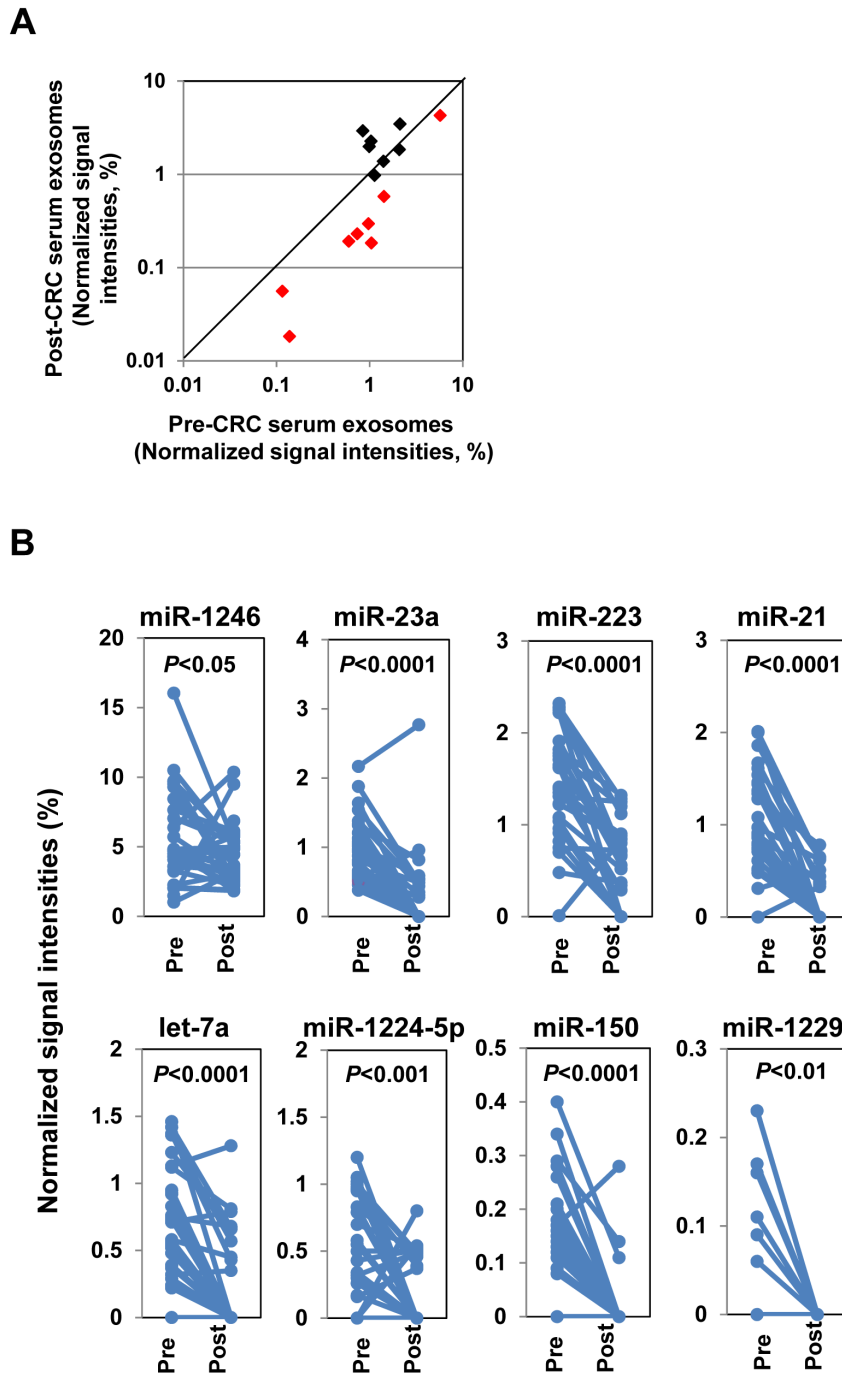 A
Post-CRC serum exosomes
(Normalized signal
intensities, %)
10
1
0.1
0.01
0.01 0.1 1 10
Pre-CRC serum exosomes
(Normalized signal intensities, %)
B
Normalized signal intensities (%)
miR-1246 miR-23a miR-223 miR-21
20 4 3 3
P<0.05 P<0.0001 P<0.0001 P<0.0001
15 3 2 2
10 2 1 1
5 1 0 0
0 0
Pre Post Pre Post Pre Post Pre Post
let-7a miR-1224-5p miR-150 miR-1229
2 2 0.5 0.3
P<0.0001 P<0.001 P<0.0001 P<0.01
1.5 1.5 0.4 0.2
1 1 0.3 0.1
0.5 0.5 0.2 0
0 0 0.1
0
Pre Post Pre Post Pre Post Pre Post